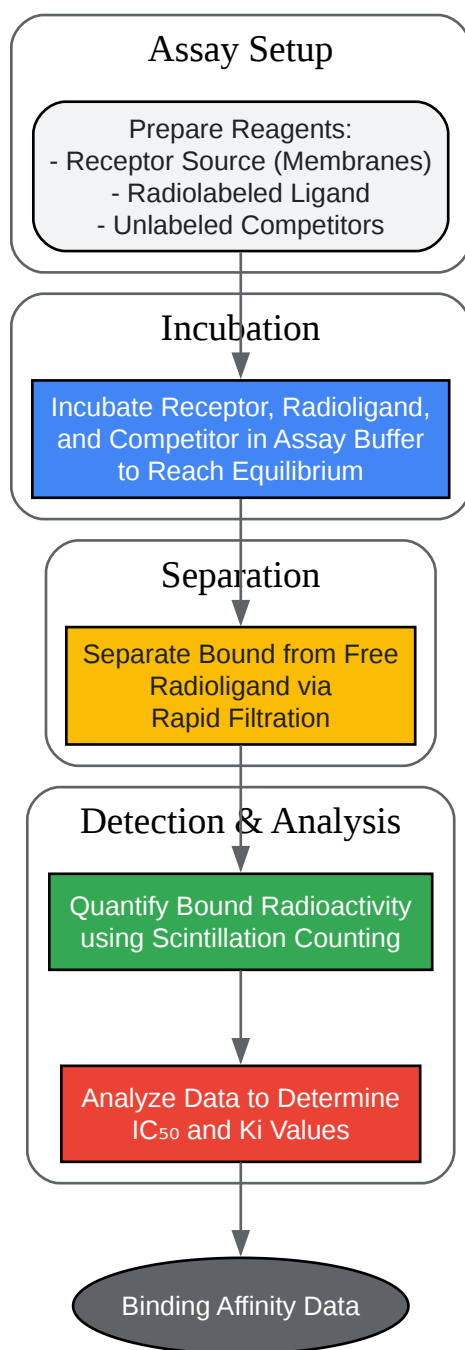 Assay Setup
Prepare Reagents:
- Receptor Source (Membranes)
- Radiolabeled Ligand
- Unlabeled Competitors
Incubation
Incubate Receptor, Radioligand,
and Competitor in Assay Buffer
to Reach Equilibrium
Separation
Separate Bound from Free
Radioligand via
Rapid Filtration
Detection & Analysis
Quantify Bound Radioactivity
using Scintillation Counting
Analyze Data to Determine
IC₅₀ and Ki Values
Binding Affinity Data